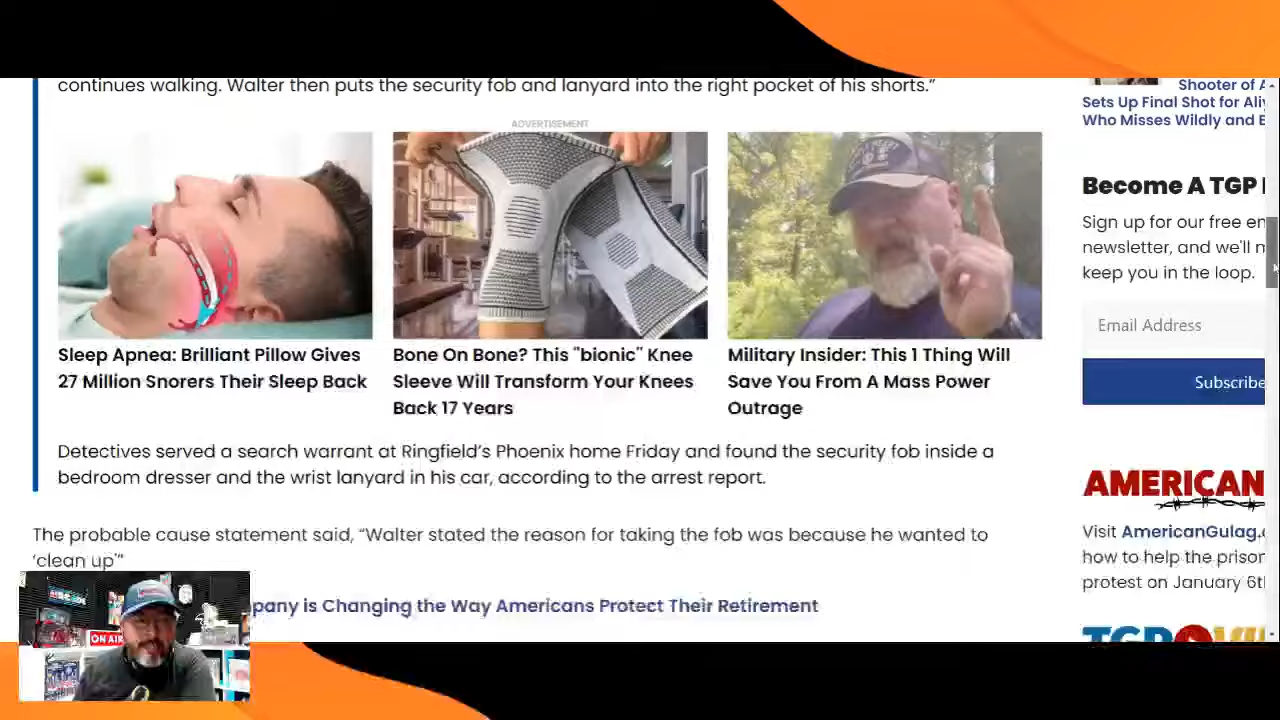 continues walking. Walter then puts the security fob and lanyard into the right pocket of his shorts.”
ADVERTISEMENT
Sleep Apnea: Brilliant Pillow Gives
27 Million Snorers Their Sleep Back
Bone On Bone? This "bionic" Knee
Sleeve Will Transform Your Knees
Back 17 Years
Military Insider: This 1 Thing Will
Save You From A Mass Power
Outrage
Detectives served a search warrant at Ringfield’s Phoenix home Friday and found the security fob inside a
bedroom dresser and the wrist lanyard in his car, according to the arrest report.
The probable cause statement said, “Walter stated the reason for taking the fob was because he wanted to
‘clean up’”
pany is Changing the Way Americans Protect Their Retirement
ON AIR
Shooter of
Sets Up Final Shot for
Who Misses Wildly and
Become A TGP
Sign up for our free
newsletter, and we'll
keep you in the loop.
Email Address
Subscribe
AMERICAN
Visit AmericanGulag.
how to help the
protest on January
TGP